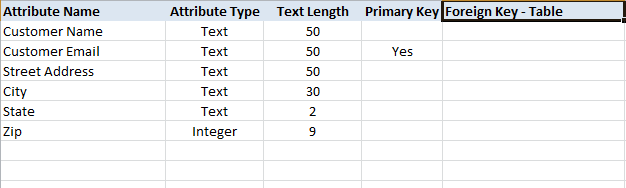 Attribute Name Attribute Type Text Length Primary Key Foreign Key - Table
Customer Name Text 50
Customer Email Text 50 Yes
Street Address Text 50
City Text 30
State Text 2
Zip Integer 9